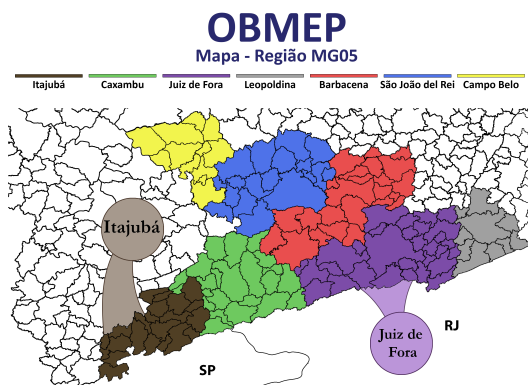 OBMEP
Mapa - Região MG05
Itajubá
Caxambu
Juiz de Fora
Leopoldina
Barbacena
São João del Rei
Campo Belo
Itajubá
Juiz de
Fora
RJ
SP